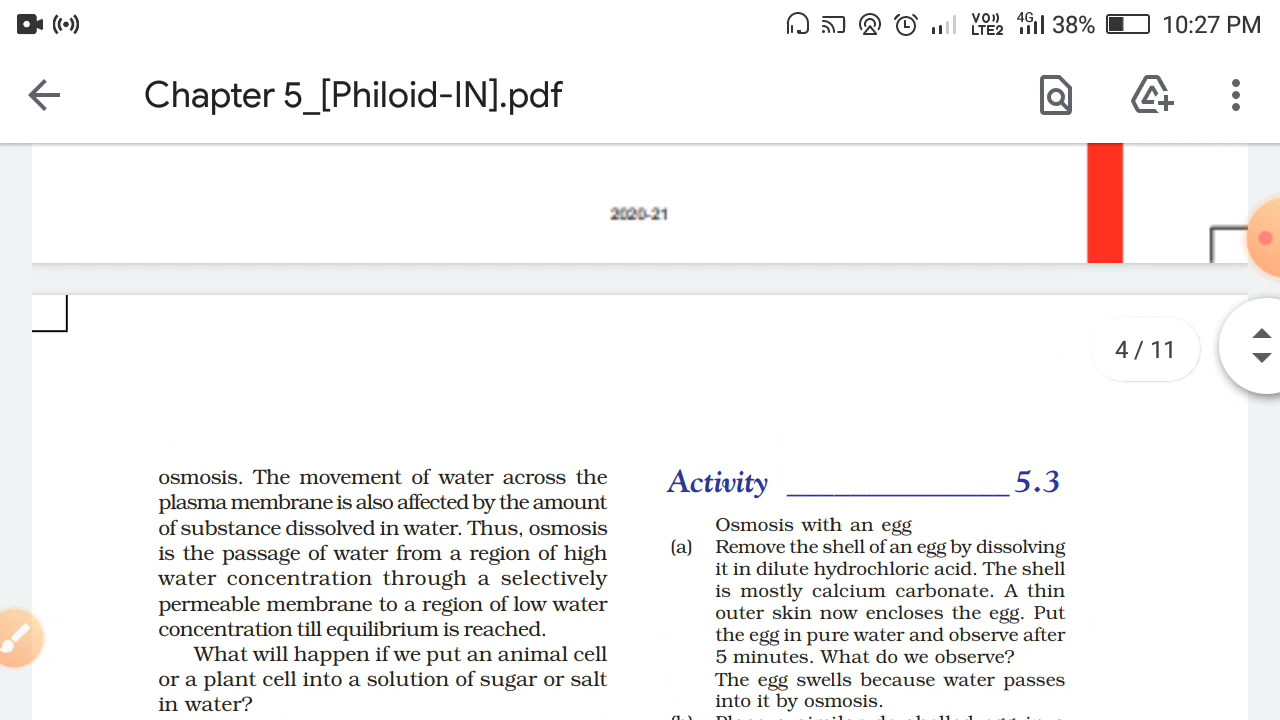 VO)) LTE2 4G 38% 10:27 PM
Chapter 5_[Philoid-IN].pdf
2020-21
4 / 11
osmosis. The movement of water across the
plasma membrane is also affected by the amount
of substance dissolved in water. Thus, osmosis
is the passage of water from a region of high
water concentration through a selectively
permeable membrane to a region of low water
concentration till equilibrium is reached.
What will happen if we put an animal cell
or a plant cell into a solution of sugar or salt
in water?
Activity ______________ 5.3
Osmosis with an egg
(a) Remove the shell of an egg by dissolving
it in dilute hydrochloric acid. The shell
is mostly calcium carbonate. A thin
outer skin now encloses the egg. Put
the egg in pure water and observe after
5 minutes. What do we observe?
The egg swells because water passes
into it by osmosis.